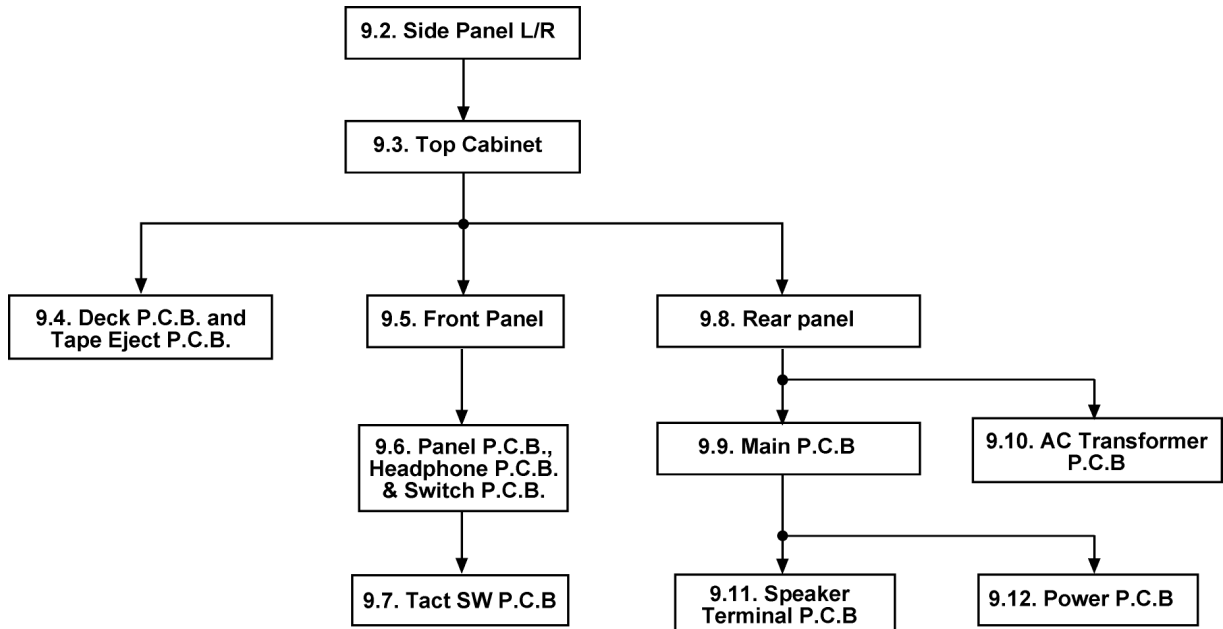 9.2. Side Panel L/R
9.3. Top Cabinet
9.4. Deck P.C.B. and
Tape Eject P.C.B.
9.5. Front Panel
9.8. Rear panel
9.6. Panel P.C.B.,
Headphone P.C.B.
& Switch P.C.B.
9.9. Main P.C.B
9.10. AC Transformer
P.C.B
9.7. Tact SW P.C.B
9.11. Speaker
Terminal P.C.B
9.12. Power P.C.B